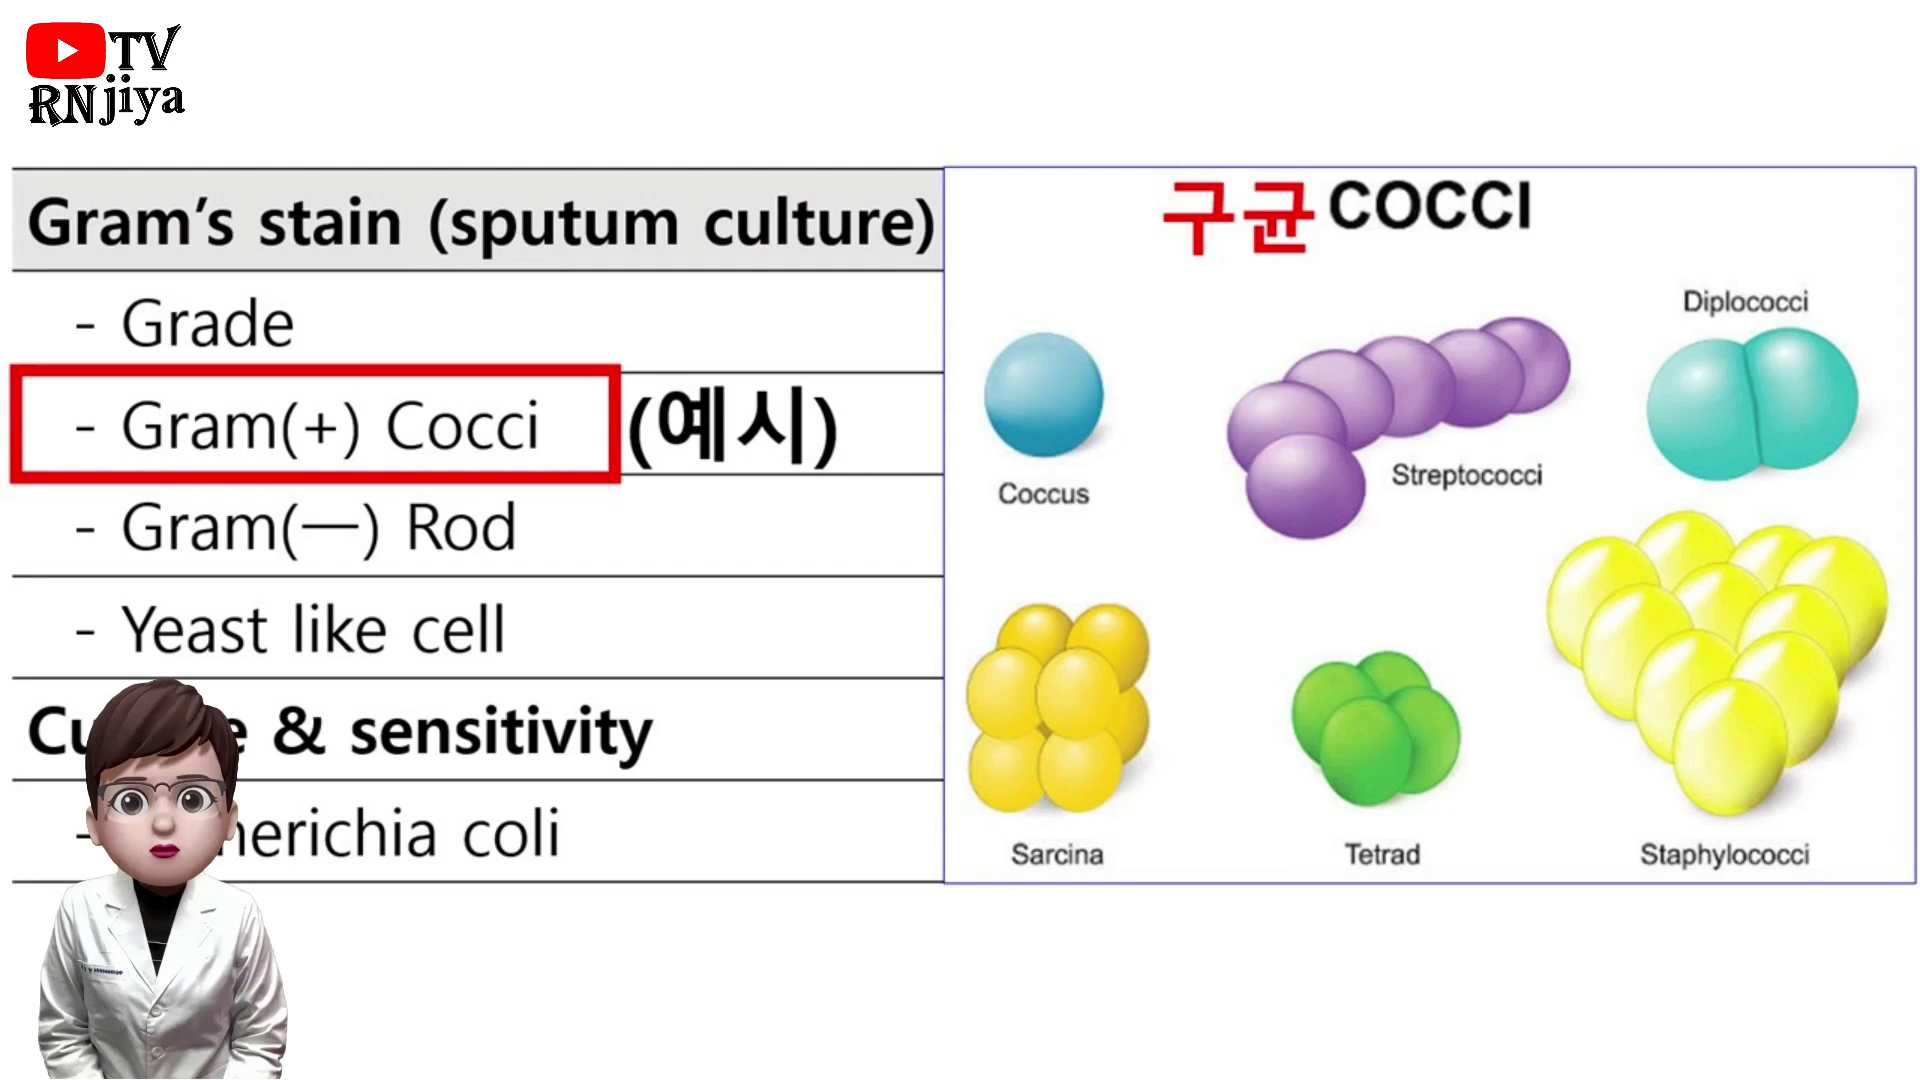 TV
RNjiya
Gram's stain (sputum culture)
- Grade
- Gram(+) Cocci (예시)
- Gram(—) Rod
- Yeast like cell
& sensitivity
coli
구균 COCCI
Diplococci
Coccus
Streptococci
Sarcina
Tetrad
Staphylococci